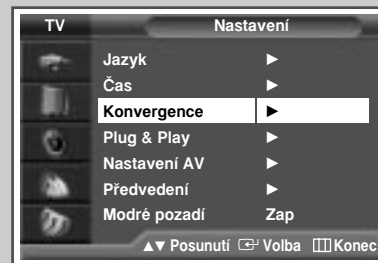 TV Nastavení
Jazyk ►
Čas ►
Konvergence ►
Plug & Play ►
Nastavení AV ►
Předvedení ►
Modré pozadí Zap
▲▼ Posunutí Volba Konec